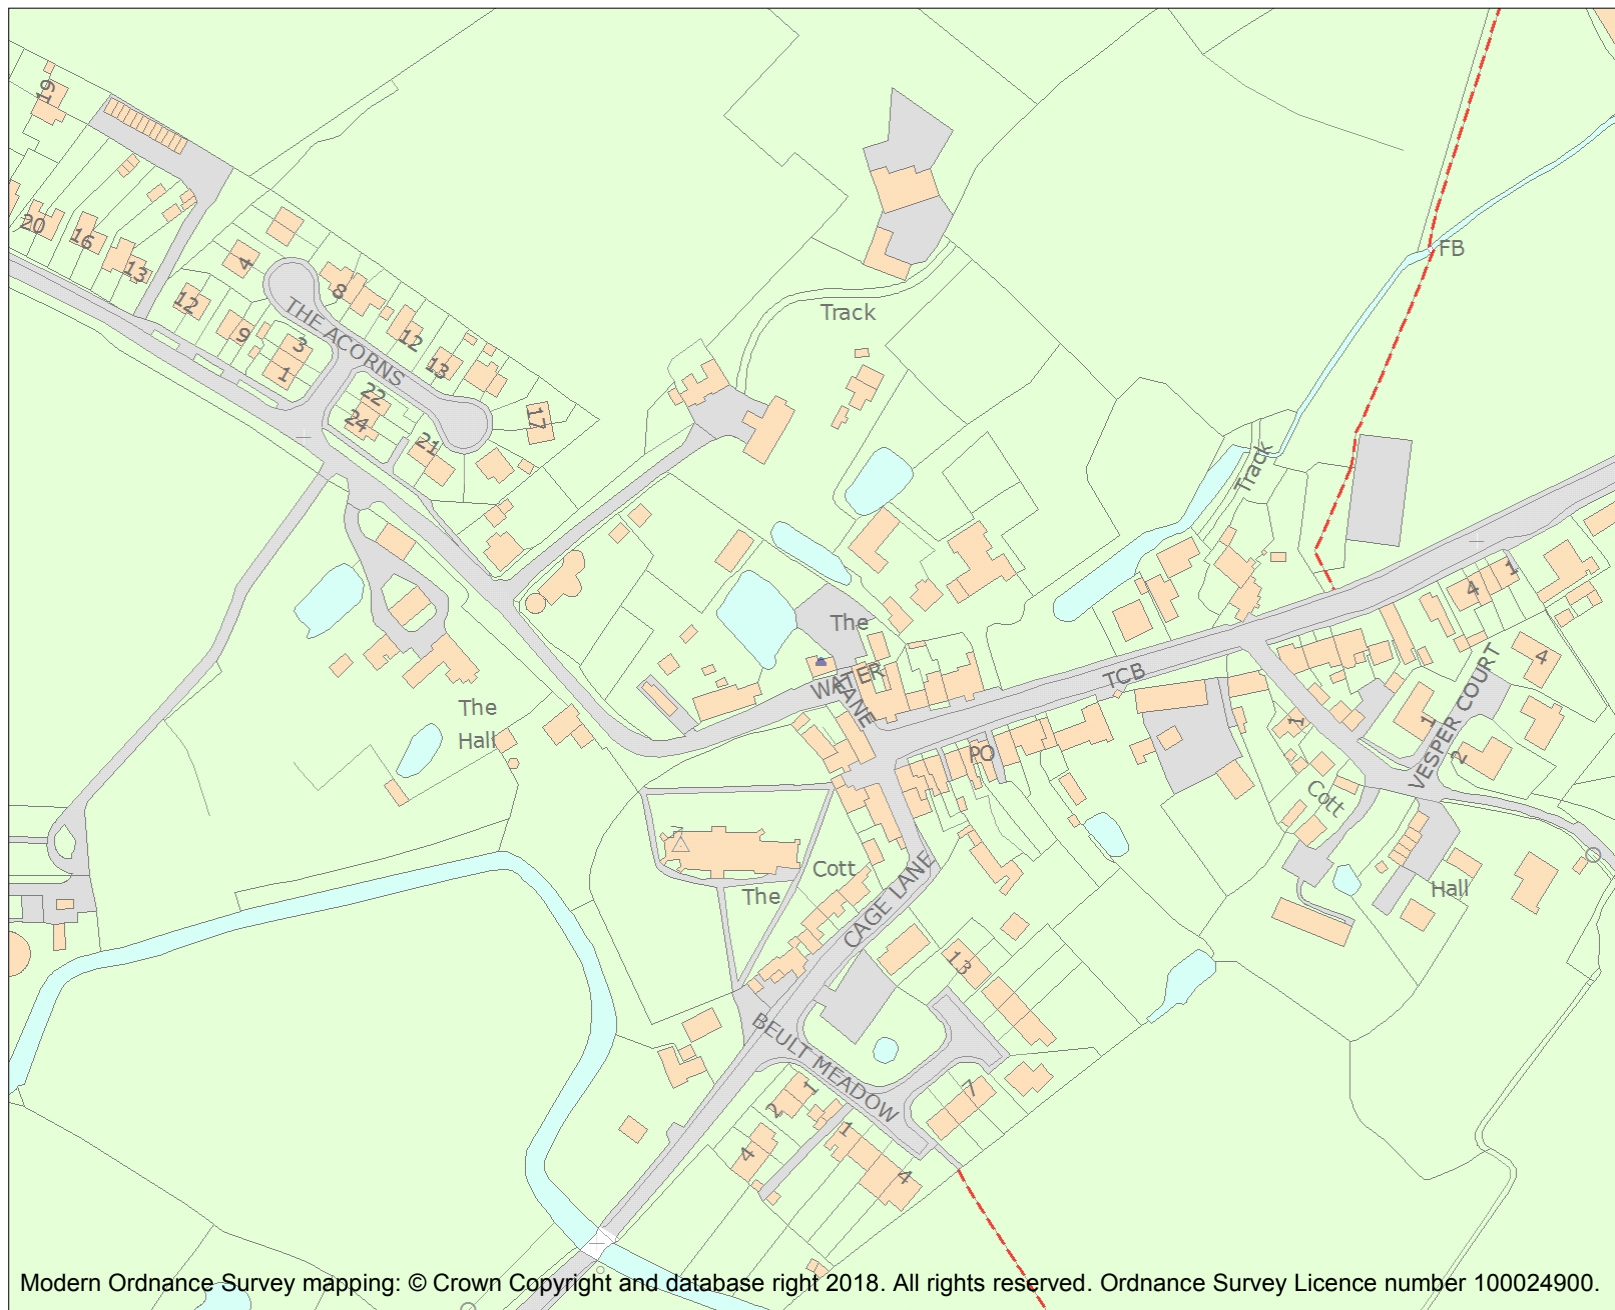 19
20
16
13
12
9
3
1
4
8
THE ACORNS
12
13
22
24
21
17
Track
FB
Track
The
Hall
The
WATER
LANE
TCB
PO
4
1
4
VESPER COURT
1
2
1
Cott
Hall
Cott
The
CAGE LANE
13
BEULT MEADOW
7
1
2
4
1
4
Modern Ordnance Survey mapping: © Crown Copyright and database right 2018. All rights reserved. Ordnance Survey Licence number 100024900.